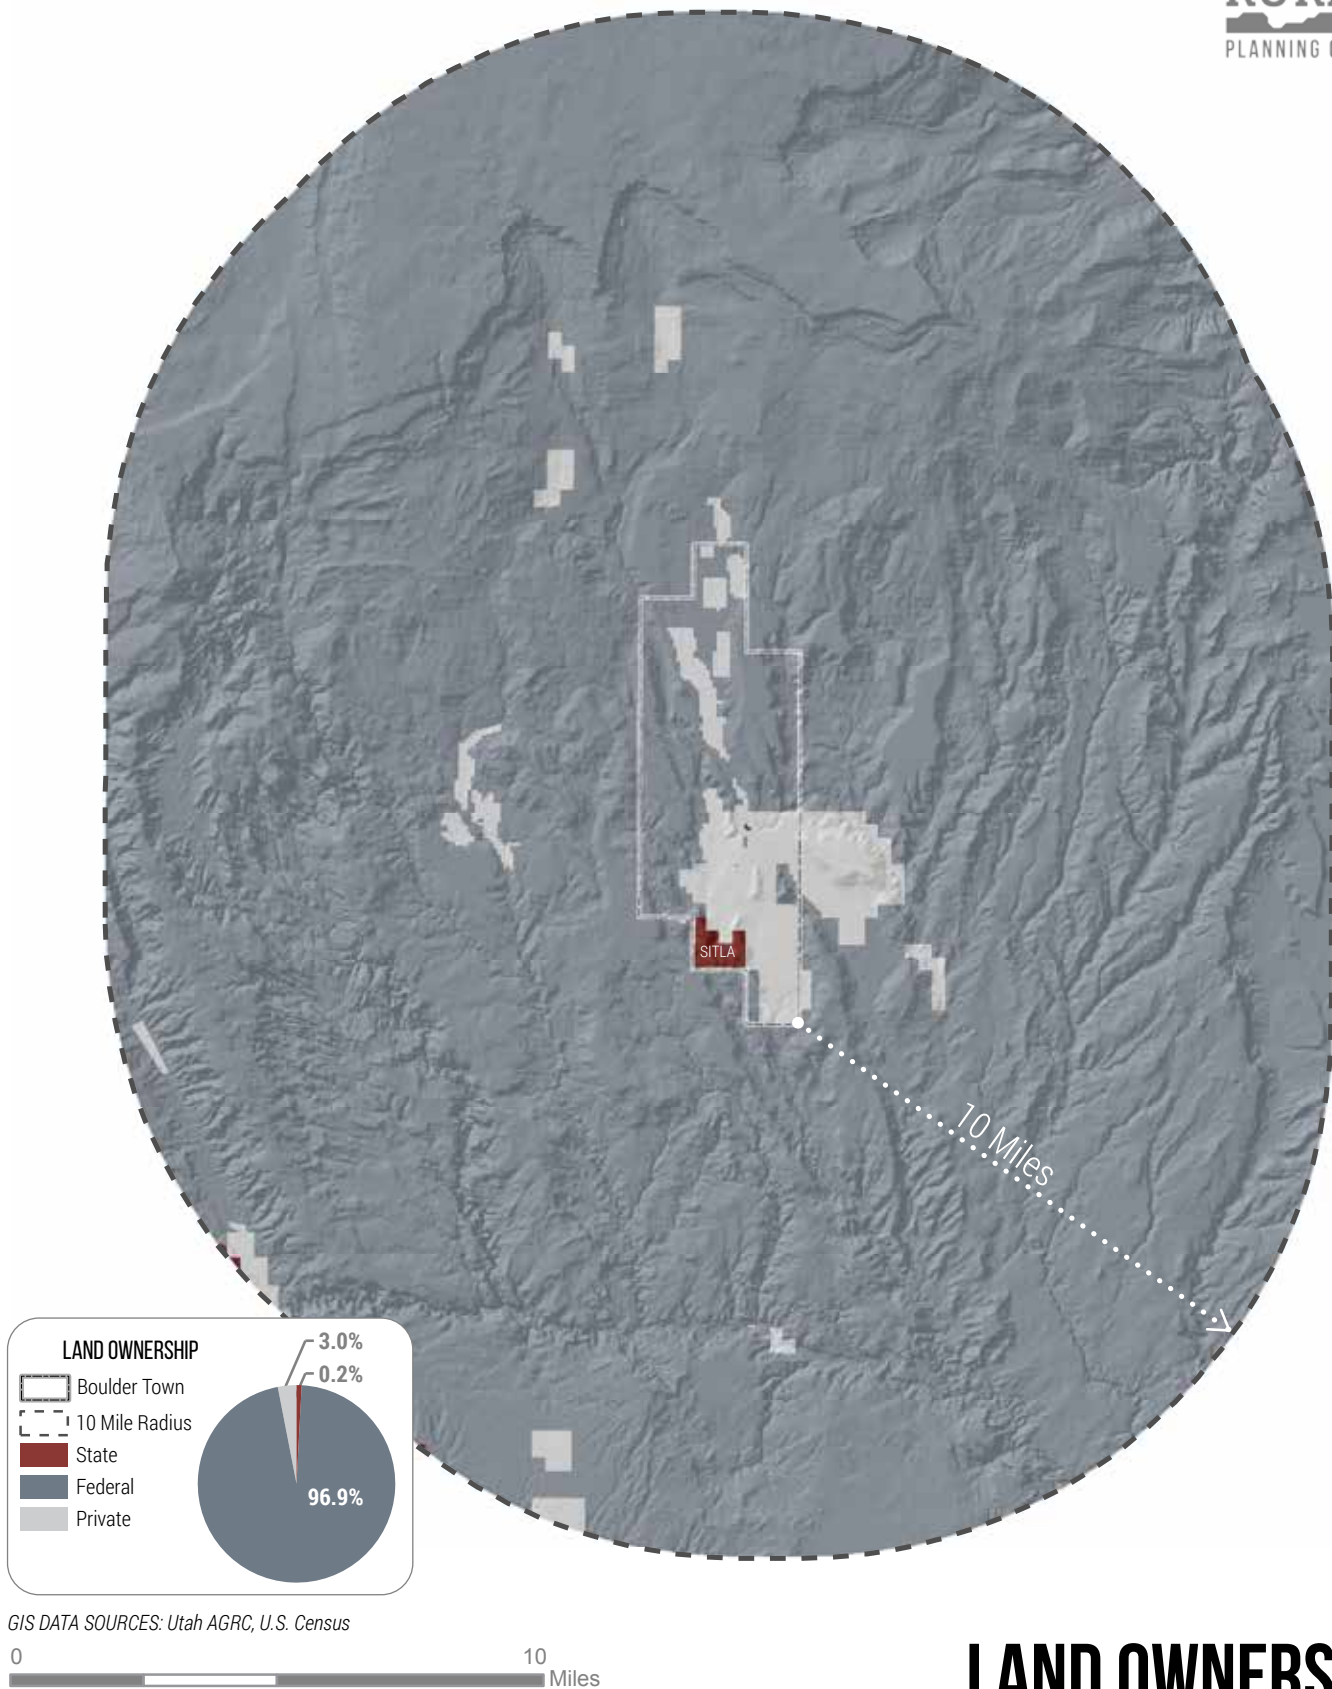 PLANNING
SITLA
10 Miles
LAND OWNERSHIP
Boulder Town
10 Mile Radius
State
Federal
Private
3.0%
0.2%
96.9%
GIS DATA SOURCES: Utah AGRC, U.S. Census
0 10
Miles
LAND